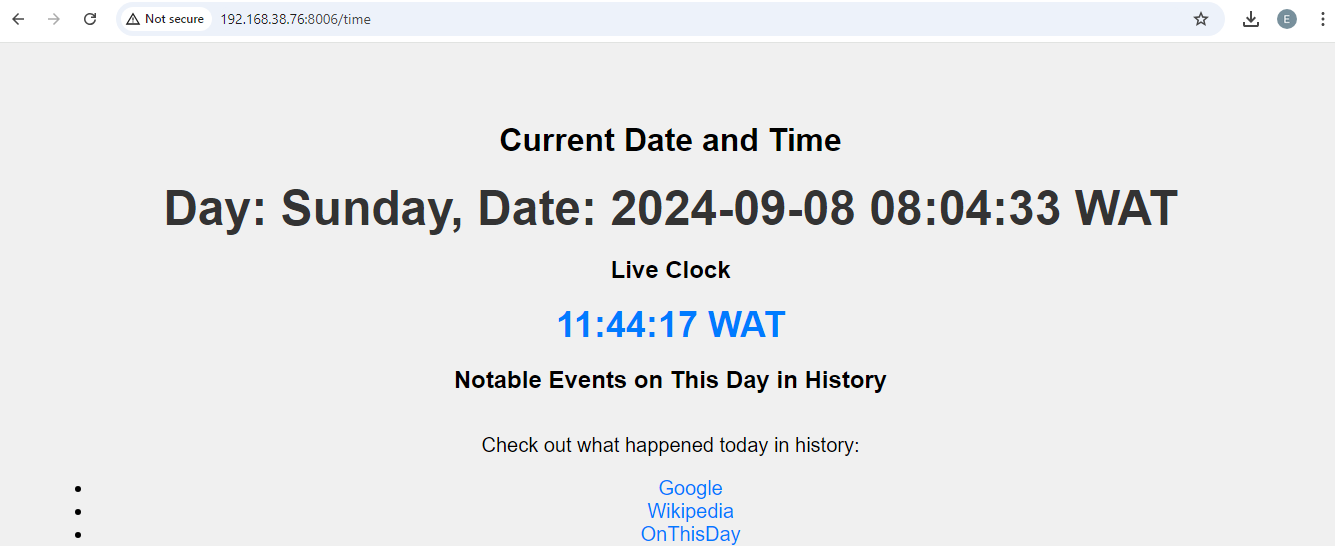 Not secure 192.168.38.76:8006/time E
Current Date and Time
Day: Sunday, Date: 2024-09-08 08:04:33 WAT
Live Clock
11:44:17 WAT
Notable Events on This Day in History
Check out what happened today in history:
Google
Wikipedia
OnThisDay